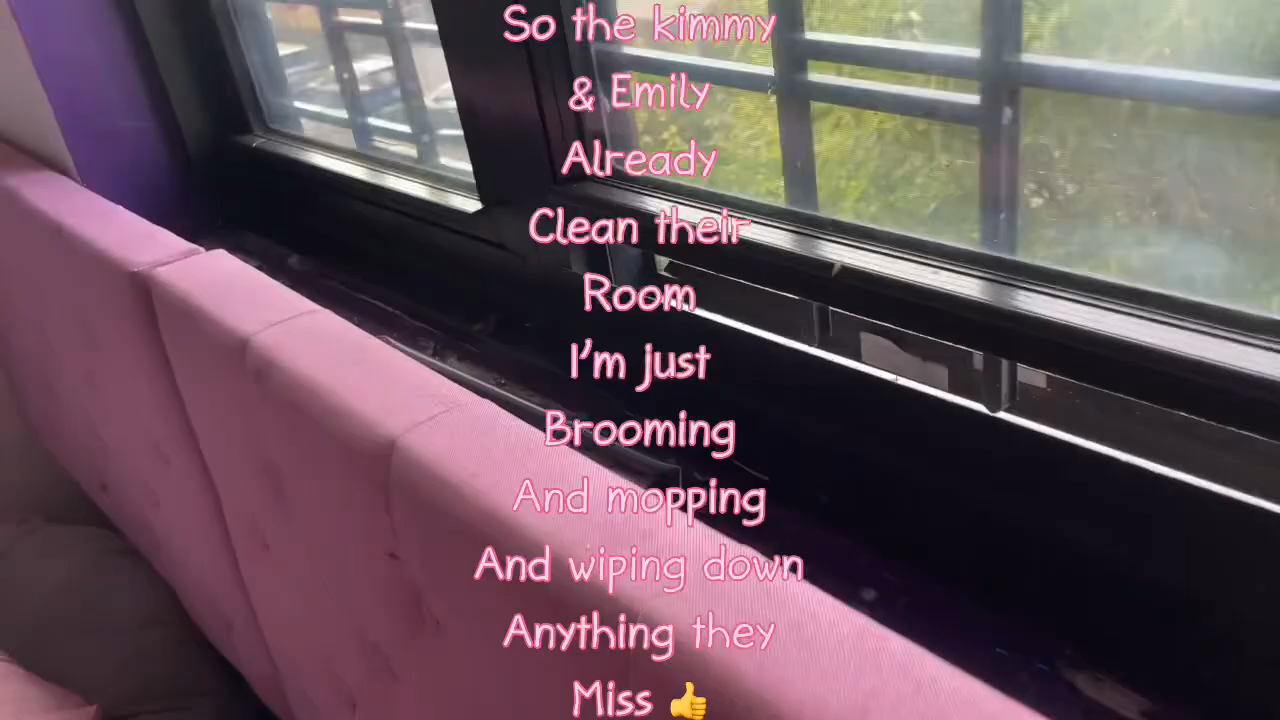 So the kimmy
& Emily
Already
Clean their
Room
I'm just
Brooming
And mopping
And wiping down
Anything they
Miss 👍